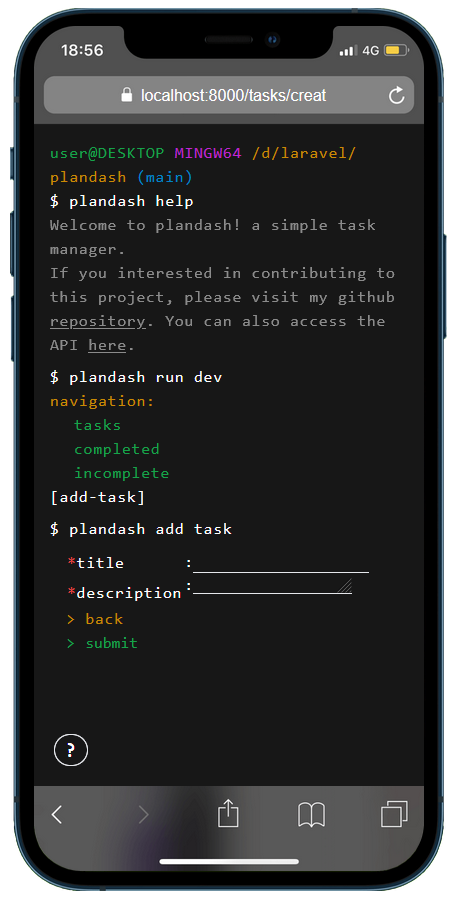 18:56
4G
localhost:8000/tasks/creat
user@DESKTOP MINGW64 /d/laravel/
plandash (main)
$ plandash help
Welcome to plandash! a simple task
manager.
If you interested in contributing to
this project, please visit my github
repository. You can also access the
API here.
$ plandash run dev
navigation:
tasks
completed
incomplete
[add-task]
$ plandash add task
*title :
*description :
> back
> submit
?